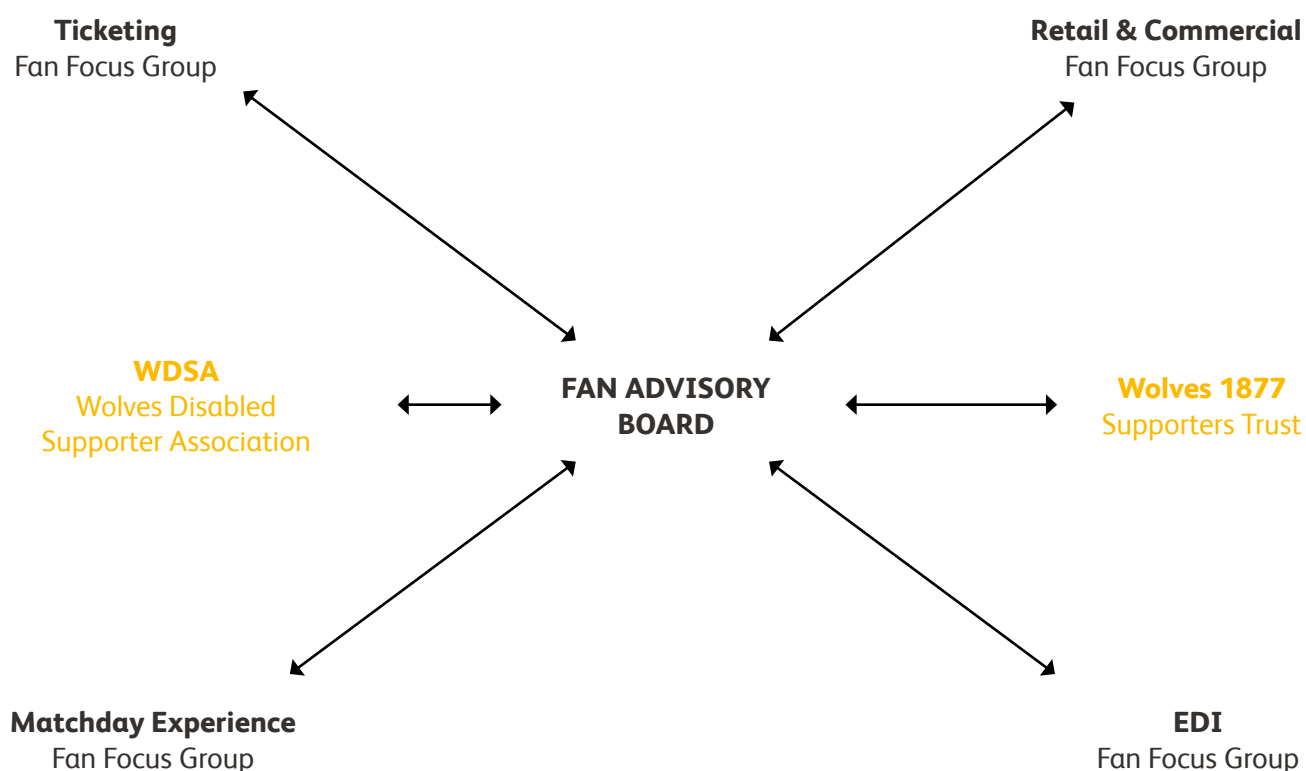 Ticketing
Fan Focus Group
Retail & Commercial
Fan Focus Group
WDSA
Wolves Disabled
Supporter Association
FAN ADVISORY
BOARD
Wolves 1877
Supporters Trust
Matchday Experience
Fan Focus Group
EDI
Fan Focus Group